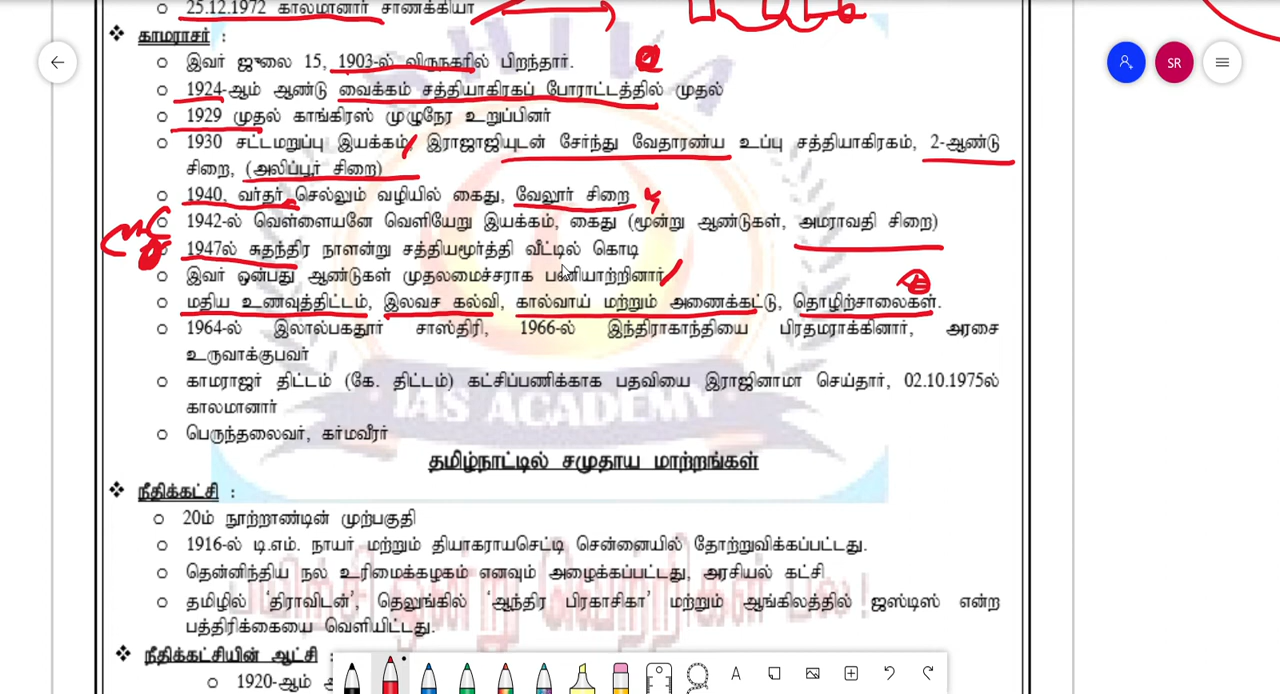 25.12.1972 காலமானார் சாணக்கியா
காமராசர் :
இவர் ஜுலை 15, 1903-ல் விருநகரில் பிறந்தார்.
1924-ஆம் ஆண்டு வைக்கம் சத்தியாகிரகப் போராட்டத்தில் முதல்
1929 முதல் காங்கிரஸ் முழுநேர உறுப்பினர்
1930 சட்டமறுப்பு இயக்கம், இராஜாஜியுடன் சேர்ந்து வேதாரண்ய உப்பு சத்தியாகிரகம், 2-ஆண்டு
சிறை, (அலிப்பூர் சிறை)
1940, வர்தர் செல்லும் வழியில் கைது, வேலூர் சிறை
1942-ல் வெள்ளையனே வெளியேறு இயக்கம், கைது (மூன்று ஆண்டுகள், அமராவதி சிறை)
1947ல் சுதந்திர நாளன்று சத்தியமூர்த்தி வீட்டில் கொடி
இவர் ஒன்பது ஆண்டுகள் முதலமைச்சராக பணியாற்றினார்
மதிய உணவுத்திட்டம், இலவச கல்வி, கால்வாய் மற்றும் அணைக்கட்டு, தொழிற்சாலைகள்.
1964-ல் இலால்பகதூர் சாஸ்திரி, 1966-ல் இந்திராகாந்தியை பிரதமராக்கினார், அரசை
உருவாக்குபவர்
காமராஜர் திட்டம் (கே. திட்டம்) கட்சிப்பணிக்காக பதவியை இராஜினாமா செய்தார், 02.10.1975ல்
காலமானார்
பெருந்தலைவர், கர்மவீரர்
IAS ACADEMY
தமிழ்நாட்டில் சமுதாய மாற்றங்கள்
நீதிக்கட்சி :
20ம் நூற்றாண்டின் முற்பகுதி
1916-ல் டி.எம். நாயர் மற்றும் தியாகராயசெட்டி சென்னையில் தோற்றுவிக்கப்பட்டது.
தென்னிந்திய நல உரிமைக்கழகம் எனவும் அழைக்கப்பட்டது, அரசியல் கட்சி
தமிழில் 'திராவிடன்', தெலுங்கில் 'ஆந்திர பிரகாசிகா' மற்றும் ஆங்கிலத்தில் ஜஸ்டிஸ் என்ற
பத்திரிக்கையை வெளியிட்டது.
நீதிக்கட்சியின் ஆட்சி :
1920-ஆம்
SR